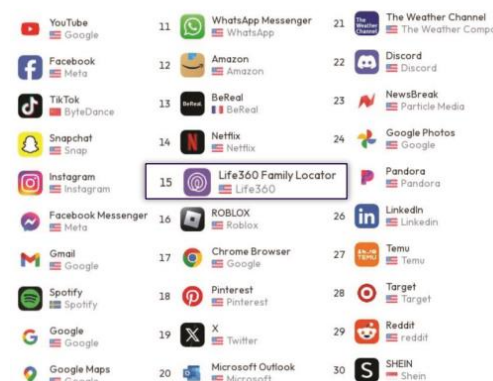 YouTube
Google
Facebook
Meta
TikTok
ByteDance
Snapchat
Snap
Instagram
Instagram
Facebook Messenger
Meta
Gmail
Google
Spotify
Spotify
Google
Google
Google Maps
Google
11 WhatsApp Messenger
WhatsApp
12 Amazon
Amazon
13 BeReal. BeReal
BeReal
14 Netflix
Netflix
15 Life360 Family Locator
Life360
16 ROBLOX
Roblox
17 Chrome Browser
Google
18 Pinterest
Pinterest
19 X
Twitter
20 Microsoft Outlook
Microsoft
21 The Weather Channel
The Weather Compa
22 Discord
Discord
23 NewsBreak
Particle Media
24 Google Photos
Google
Pandora
Pandora
26 LinkedIn
Linkedin
27 Temu
Temu
28 Target
Target
29 Reddit
reddit
30 SHEIN
Shein